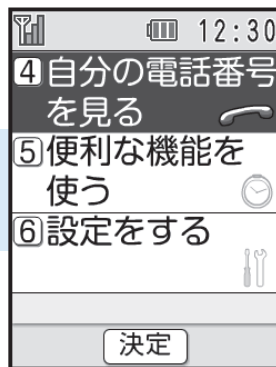 12:30
4 自分の電話番号
を見る
5 便利な機能を
使う
6 設定をする
決定